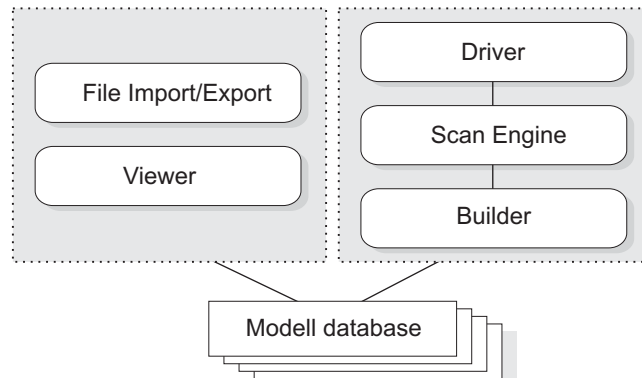 File Import/Export
Viewer
Driver
Scan Engine
Builder
Modell database